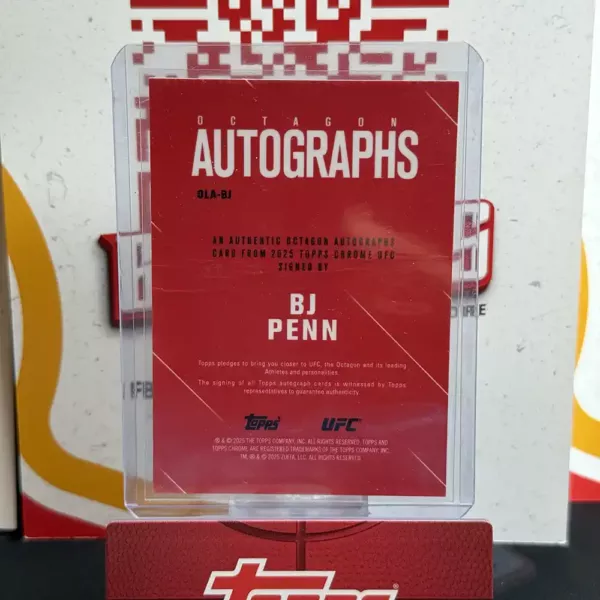 OCTAGON
AUTOGRAPHS
OLA-BJ
AN AUTHENTIC OCTAGON AUTOGRAPHS
CARD FROM 2025 TOPPS CHROME UFC
SIGNED BY
BJ
PENN
Topps pledges to bring you closer to UFC, the Octagon and its leading
Athletes and personalities.
The signing of all Topps autograph cards is witnessed by Topps
representatives to guarantee authenticity.
Topps UFC
® & © 2025 THE TOPPS COMPANY, INC. ALL RIGHTS RESERVED. TOPPS AND
TOPPS CHROME ARE REGISTERED TRADEMARKS OF THE TOPPS COMPANY, INC.
TM, ® & © 2025 ZUFFA, LLC. ALL RIGHTS RESERVED.
Topps